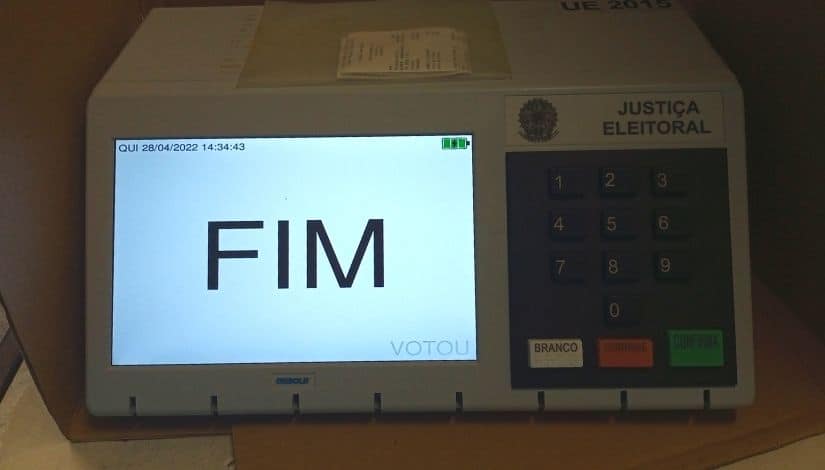 UE 2015
JUSTIÇA
ELEITORAL
QUI 28/04/2022 14:34:43
FIM
VOTOU
1 2 3
4 5 6
7 8 9
0
BRANCO
CORRIGE
CONFIRMA
DIEBOLD